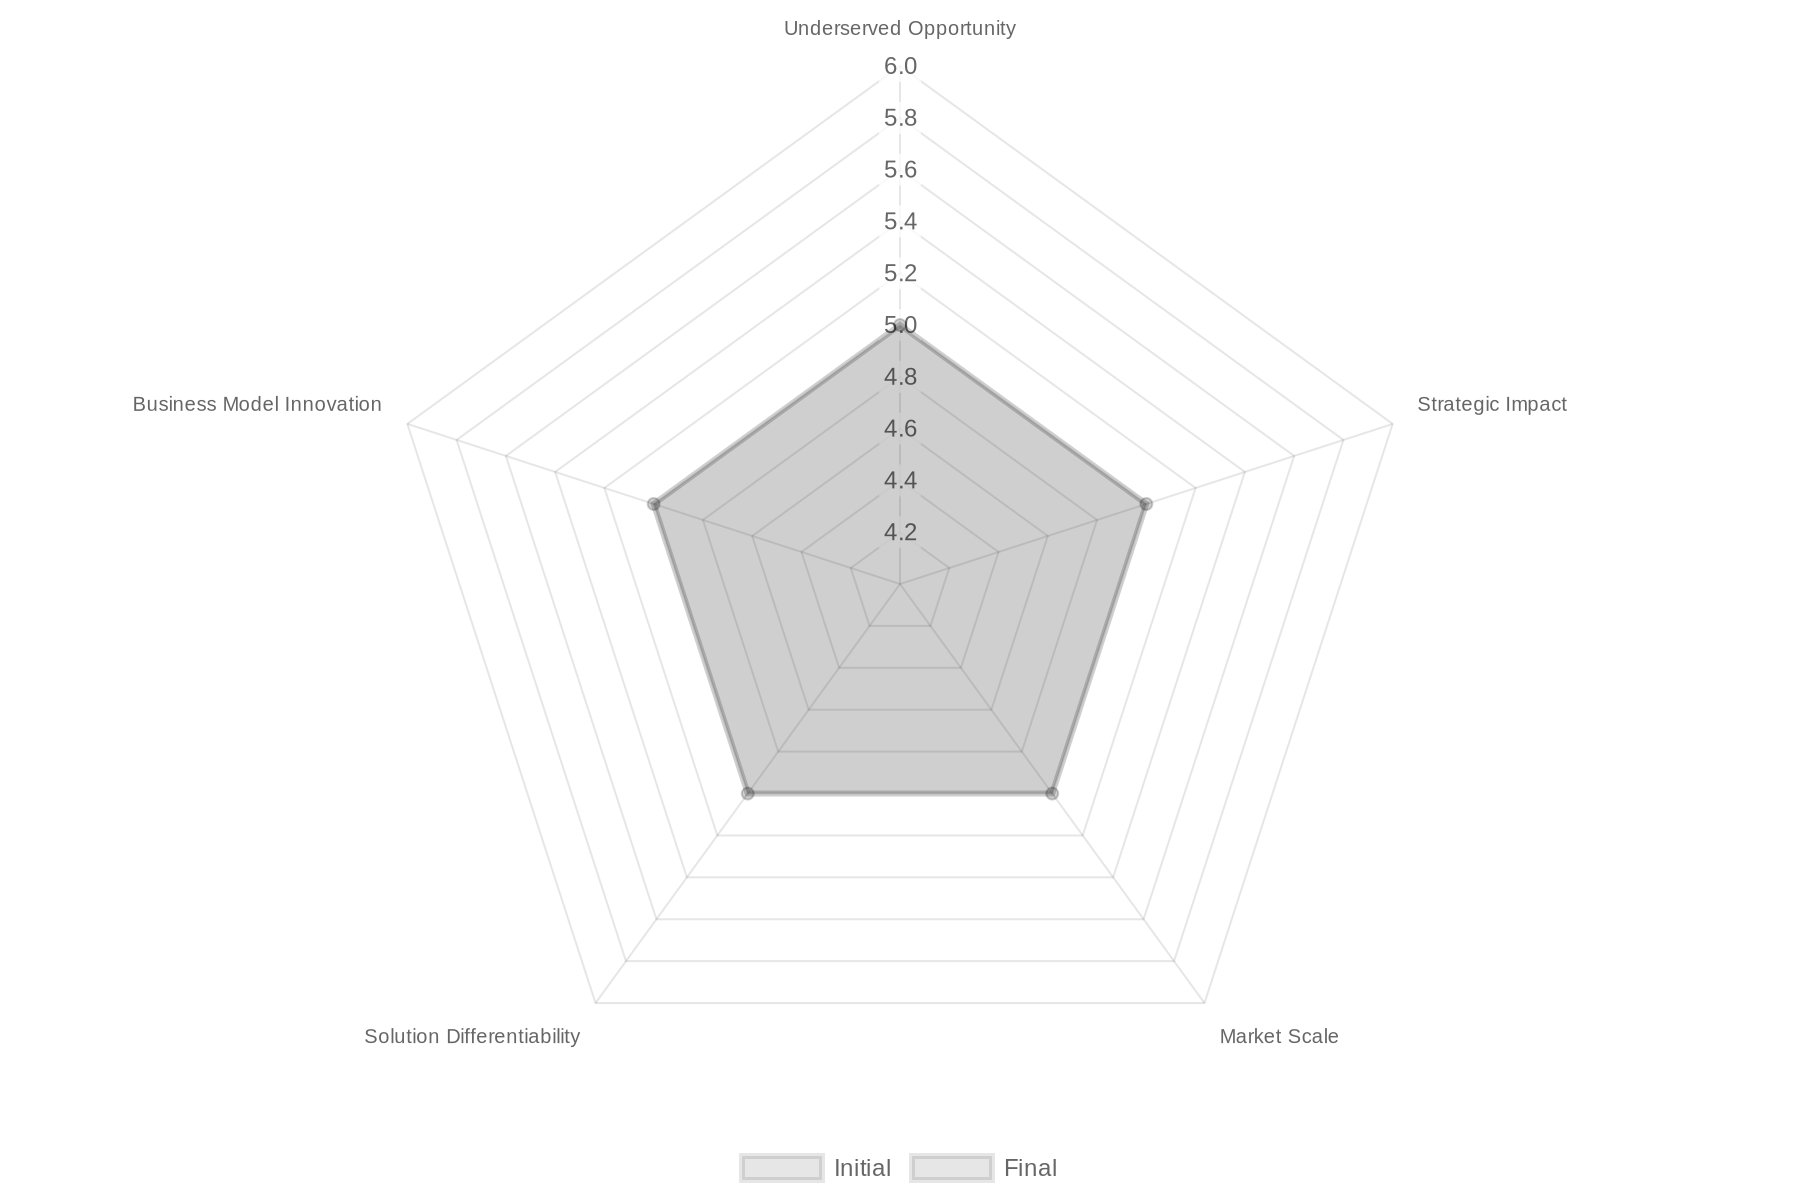 Underserved Opportunity
6.0
5.8
5.6
5.4
5.2
5.0
4.8
4.6
4.4
4.2
Business Model Innovation
Strategic Impact
Solution Differentiability
Market Scale
Initial
Final